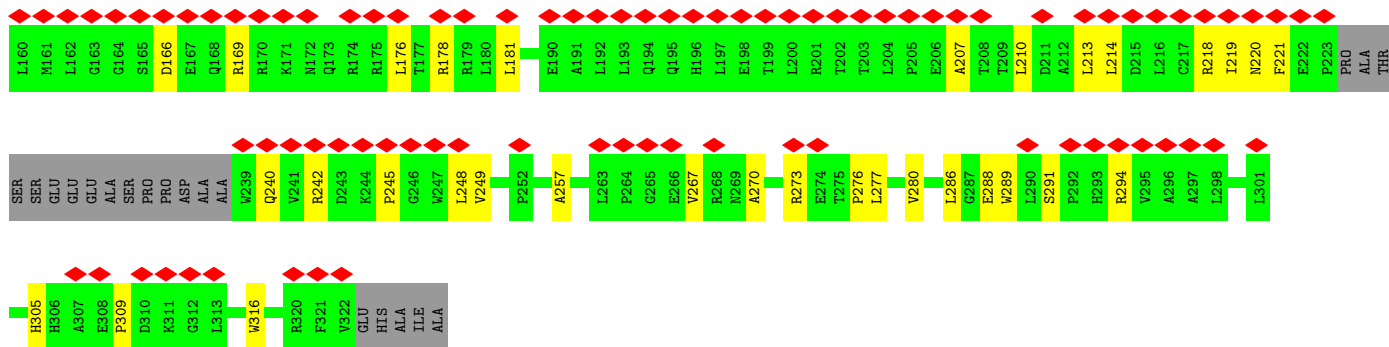 L160 M161 L162 G163 G164 S165 D166 E167 Q168 R169 R170 K171 N172 Q173 R174 R175 L176 T177 R178 R179 L180 L181 E190 A191 L192 L193 Q194 Q195 H196 L197 E198 T199 L200 R201 T202 T203 L204 P205 E206 A207 T208 T209 L210 D211 A212 L213 L214 D215 L216 C217 R218 I219 N220 F221 E222 P223 PRO ALA THR
SER SER GLU GLU GLU ALA SER PRO PRO ASP ALA ALA W239 Q240 V241 R242 D243 K244 P245 G246 W247 L248 V249 P252 A257 L263 P264 G265 E266 V267 R268 N269 A270 R273 E274 T275 P276 L277 V280 L286 G287 E288 W289 L290 S291 P292 H293 R294 V295 A296 A297 L298 L301
H305 H306 A307 E308 P309 D310 K311 G312 L313 W316 R320 F321 V322 GLU HIS ALA ILE ALA